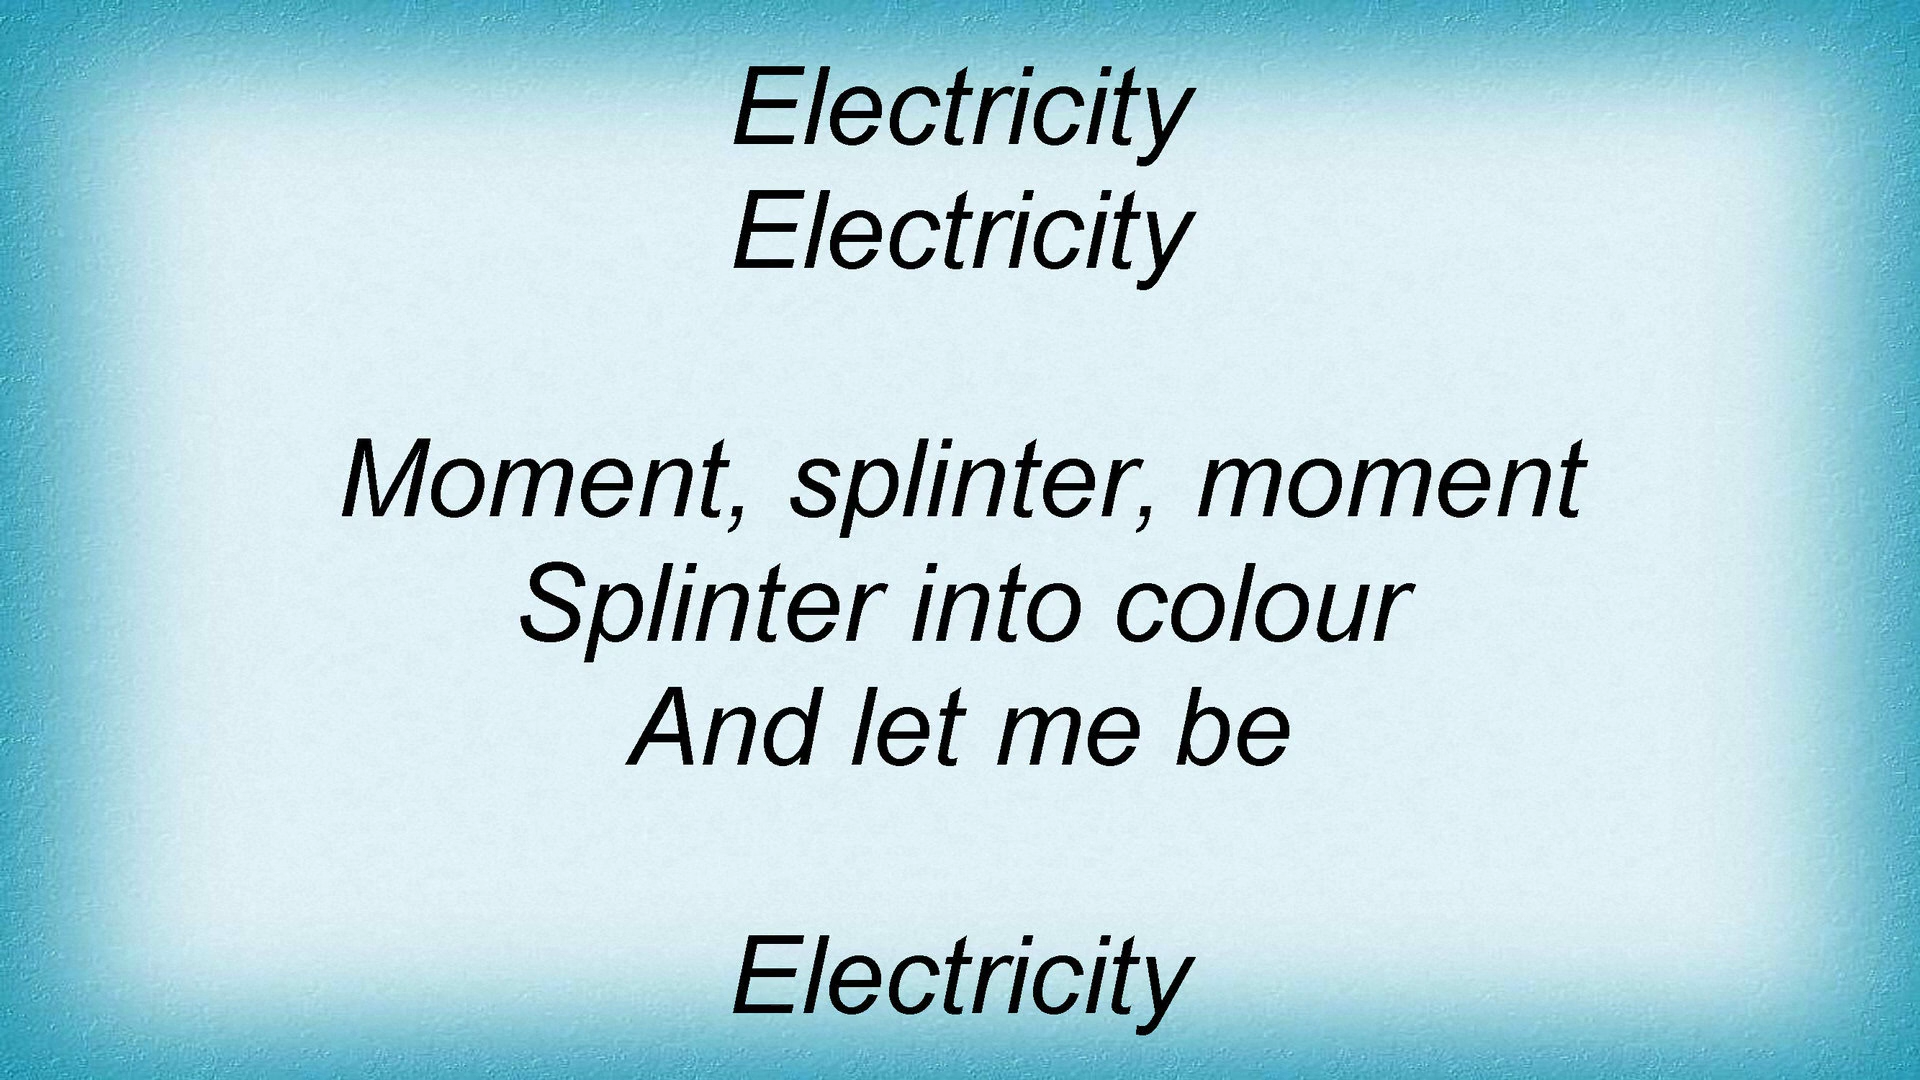 Electricity
Electricity
Moment, splinter, moment
Splinter into colour
And let me be
Electricity